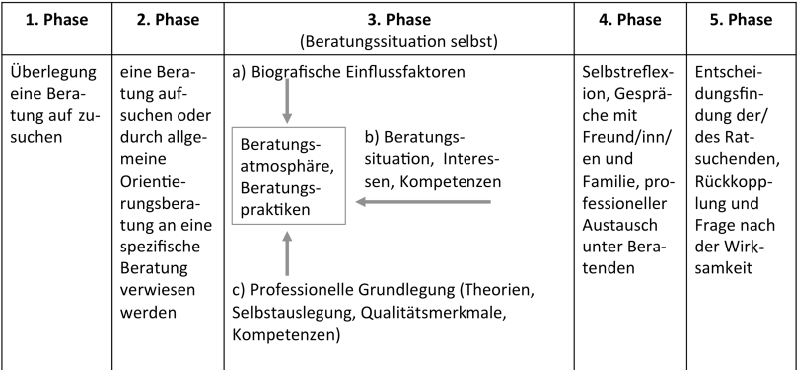 1. Phase
2. Phase
3. Phase
(Beratungssituation selbst)
4. Phase
5. Phase
Überlegung
eine Bera-
tung auf zu-
suchen
eine Bera-
tung auf-
suchen oder
durch allge-
meine
Orientie-
rungsbera-
tung an eine
spezifische
Beratung
verwiesen
werden
a) Biografische Einflussfaktoren
Beratungs-
atmosphäre,
Beratungs-
praktiken
b) Beratungs-
situation, Interes-
sen, Kompetenzen
c) Professionelle Grundlegung (Theorien,
Selbstauslegung, Qualitätsmerkmale,
Kompetenzen)
Selbstreflex-
ion, Gesprä-
che mit
Freund/inn/
en und
Familie, pro-
fessioneller
Austausch
unter Bera-
tenden
Entschei-
dungsfin-
dung der/
des Rat-
suchenden,
Rückkopp-
lung und
Frage nach
der Wirk-
samkeit